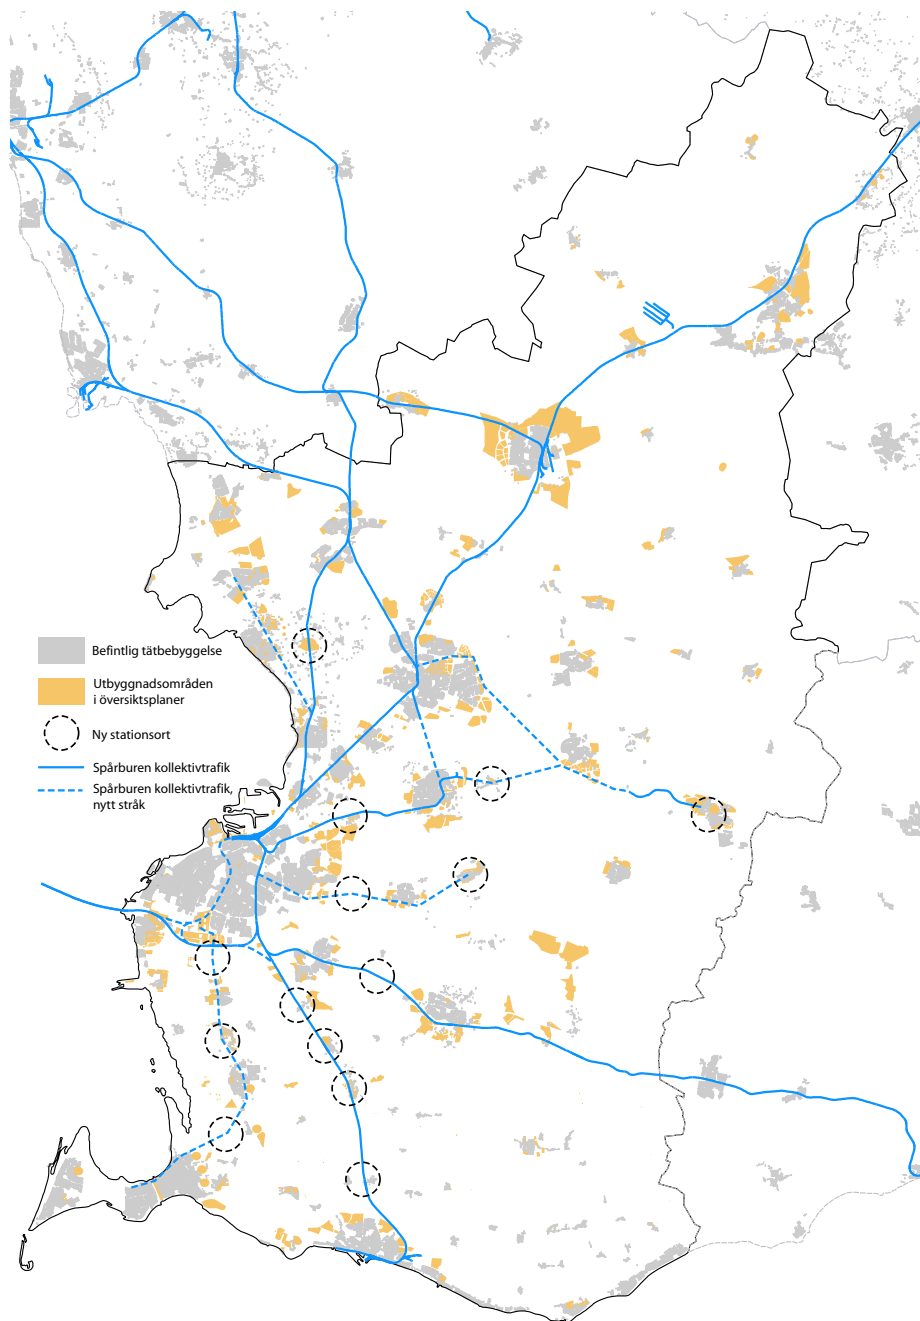 Befintlig tätbebyggelse
Utbyggnadsområden
i översiktsplaner
Ny stationsort
Spårburen kollektivtrafik
Spårburen kollektivtrafik,
nytt stråk